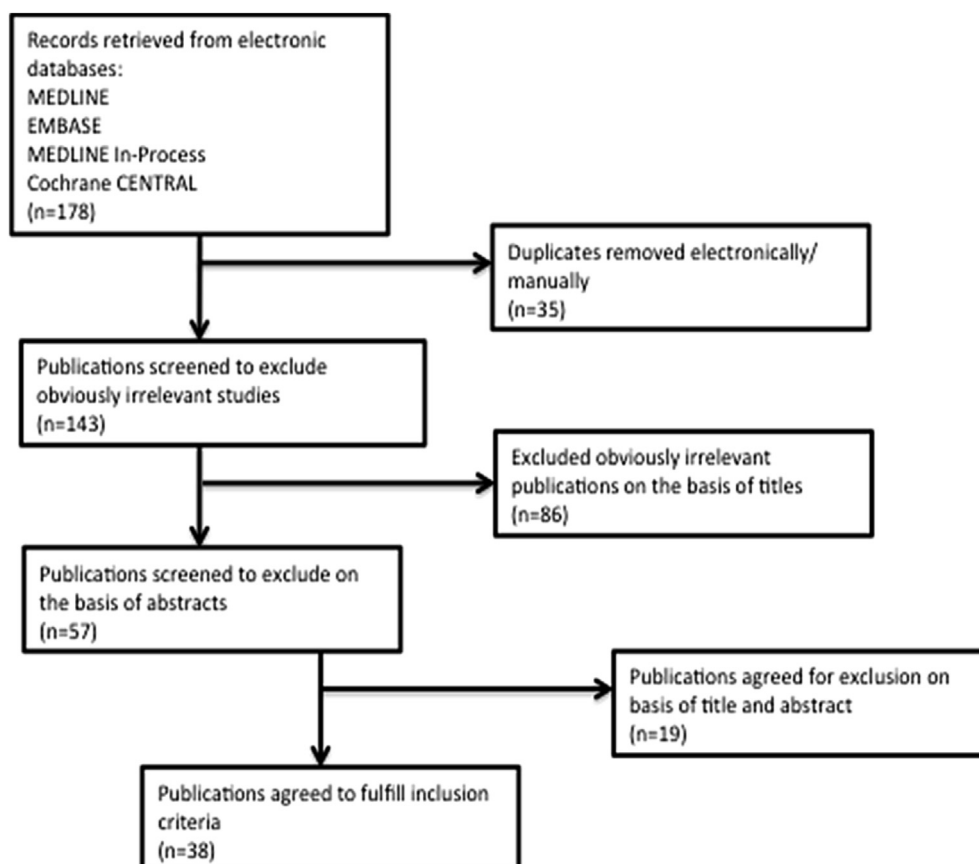 Records retrieved from electronic
databases:
MEDLINE
EMBASE
MEDLINE In-Process
Cochrane CENTRAL
(n=178)
Duplicates removed electronically/
manually
(n=35)
Publications screened to exclude
obviously irrelevant studies
(n=143)
Excluded obviously irrelevant
publications on the basis of titles
(n=86)
Publications screened to exclude on
the basis of abstracts
(n=57)
Publications agreed for exclusion on
basis of title and abstract
(n=19)
Publications agreed to fulfill inclusion
criteria
(n=38)